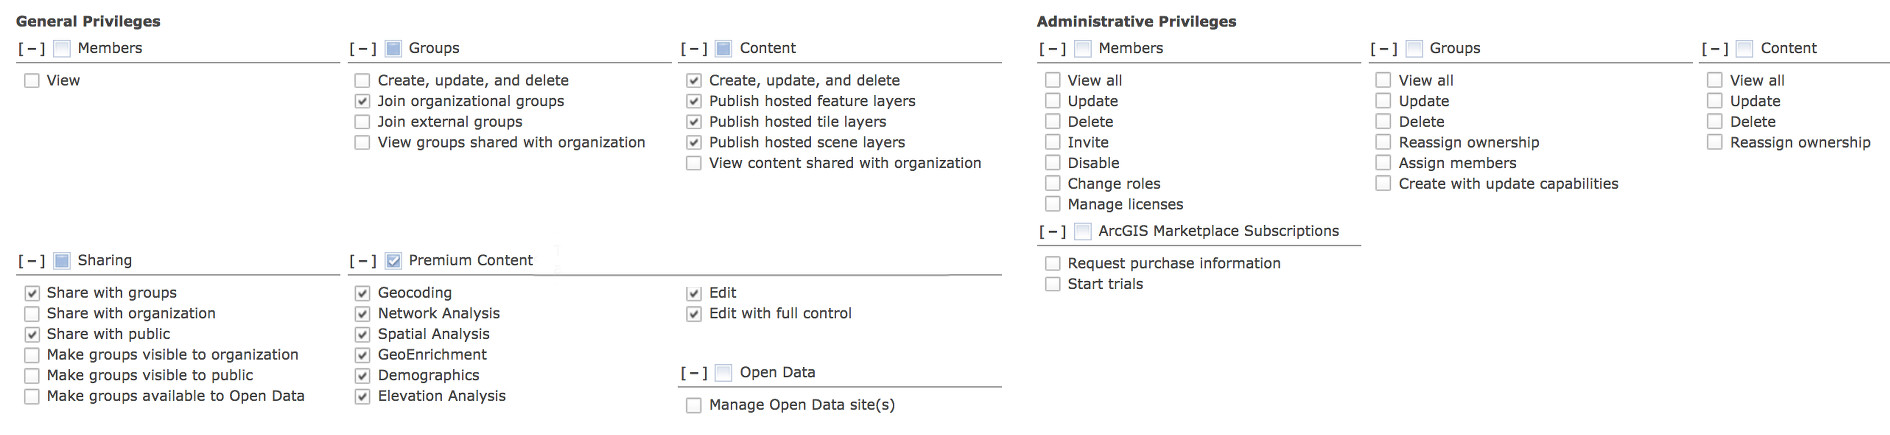 General Privileges
[–] Members
View
[–] Groups
Create, update, and delete
Join organizational groups
Join external groups
View groups shared with organization
[–] Content
Create, update, and delete
Publish hosted feature layers
Publish hosted tile layers
Publish hosted scene layers
View content shared with organization
[–] Sharing
Share with groups
Share with organization
Share with public
Make groups visible to organization
Make groups visible to public
Make groups available to Open Data
[–] Premium Content
Geocoding
Network Analysis
Spatial Analysis
GeoEnrichment
Demographics
Elevation Analysis
Edit
Edit with full control
[–] Open Data
Manage Open Data site(s)
Administrative Privileges
[–] Members
View all
Update
Delete
Invite
Disable
Change roles
Manage licenses
[–] Groups
View all
Update
Delete
Reassign ownership
Assign members
Create with update capabilities
[–] Content
View all
Update
Delete
Reassign ownership
[–] ArcGIS Marketplace Subscriptions
Request purchase information
Start trials